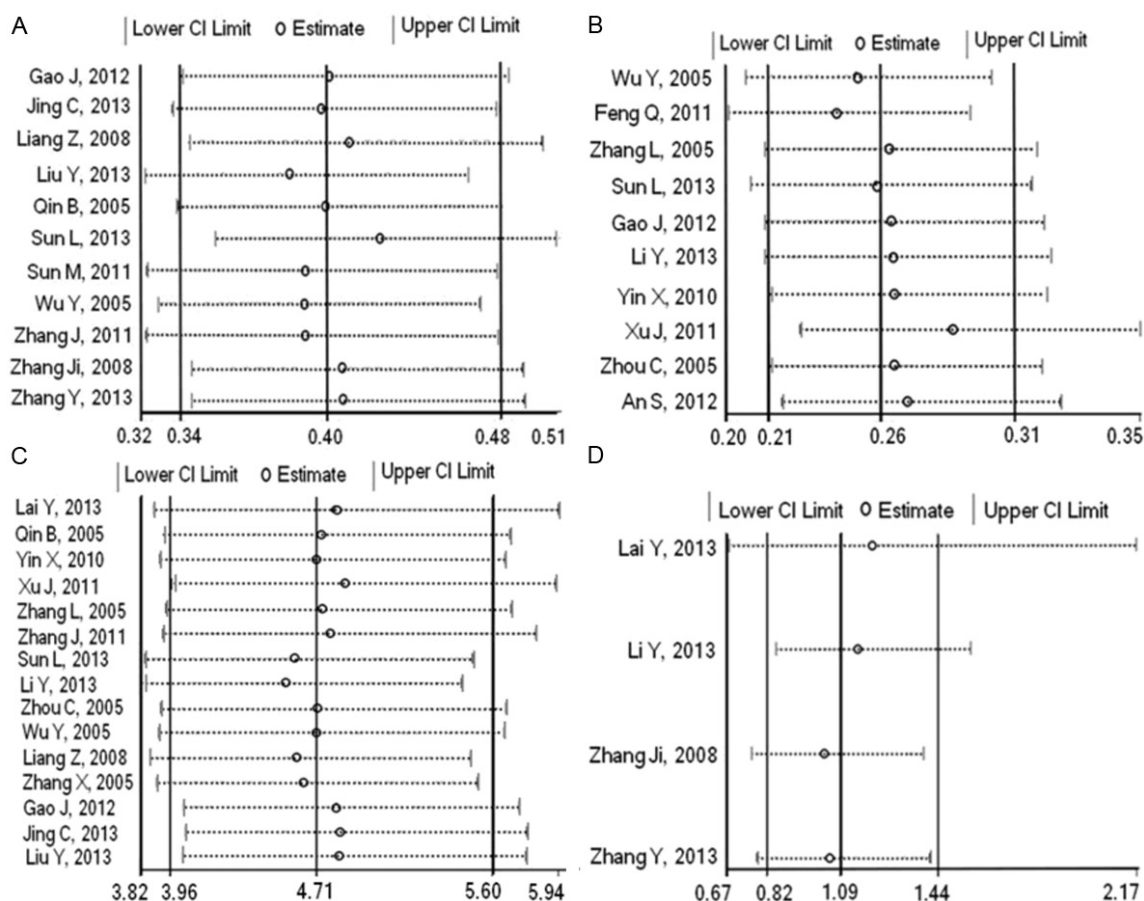 A
Lower CI Limit Estimate Upper CI Limit
Gao J, 2012
Jing C, 2013
Liang Z, 2008
Liu Y, 2013
Qin B, 2005
Sun L, 2013
Sun M, 2011
Wu Y, 2005
Zhang J, 2011
Zhang Ji, 2008
Zhang Y, 2013
0.32 0.34 0.40 0.48 0.51
B
Lower CI Limit Estimate Upper CI Limit
Wu Y, 2005
Feng Q, 2011
Zhang L, 2005
Sun L, 2013
Gao J, 2012
Li Y, 2013
Yin X, 2010
Xu J, 2011
Zhou C, 2005
An S, 2012
0.20 0.21 0.26 0.31 0.35
C
Lower CI Limit Estimate Upper CI Limit
Lai Y, 2013
Qin B, 2005
Yin X, 2010
Xu J, 2011
Zhang L, 2005
Zhang J, 2011
Sun L, 2013
Li Y, 2013
Zhou C, 2005
Wu Y, 2005
Liang Z, 2008
Zhang X, 2005
Gao J, 2012
Jing C, 2013
Liu Y, 2013
3.82 3.96 4.71 5.60 5.94
D
Lower CI Limit Estimate Upper CI Limit
Lai Y, 2013
Li Y, 2013
Zhang Ji, 2008
Zhang Y, 2013
0.67 0.82 1.09 1.44 2.17